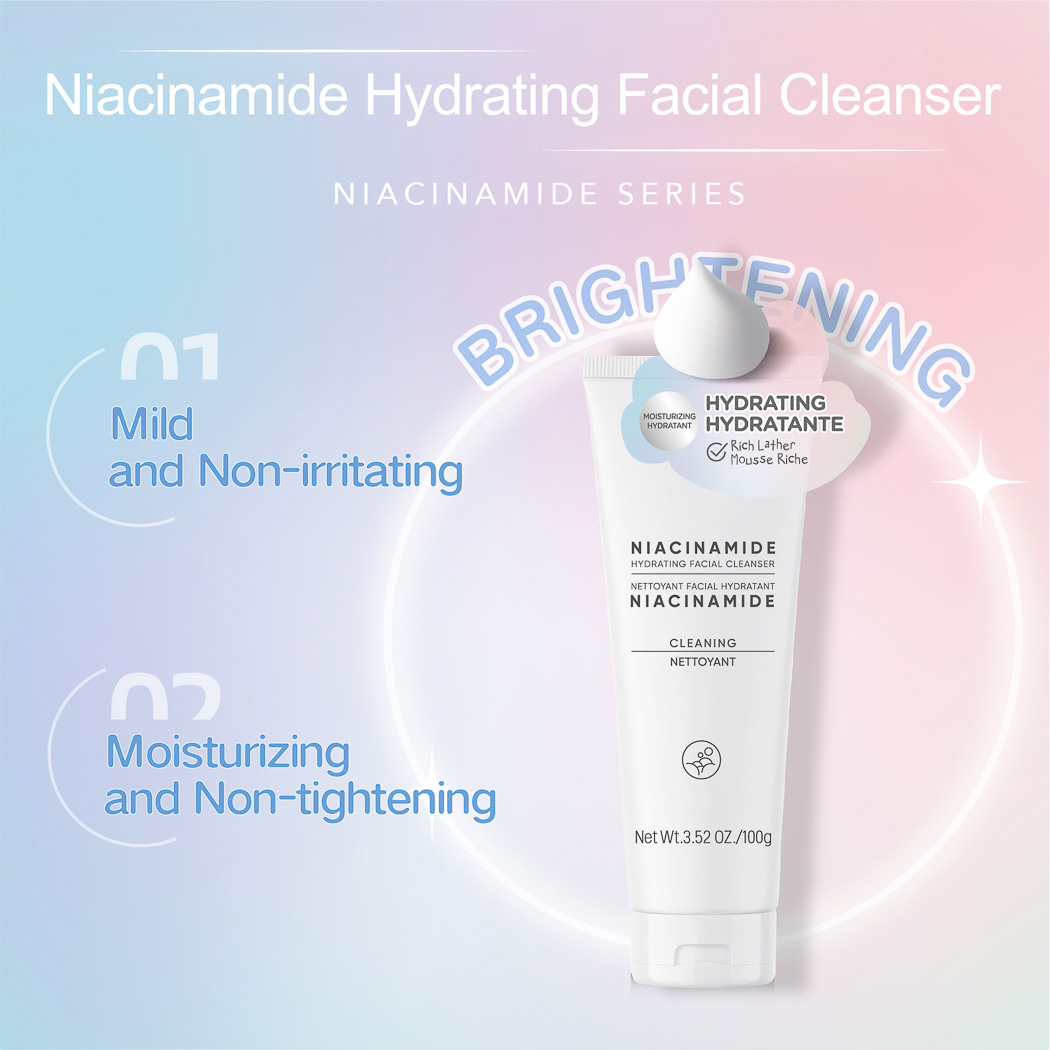 Niacinamide Hydrating Facial Cleanser
NIACINAMIDE SERIES
BRIGHTENING
01
Mild
and Non-irritating
02
Moisturizing
and Non-tightening
MOISTURIZING
HYDRATANT
HYDRATING
HYDRATANTE
Rich Lather
Mousse Riche
NIACINAMIDE
HYDRATING FACIAL CLEANSER
NETTOYANT FACIAL HYDRATANT
NIACINAMIDE
CLEANING
NETTOYANT
Net Wt.3.52 OZ./100g